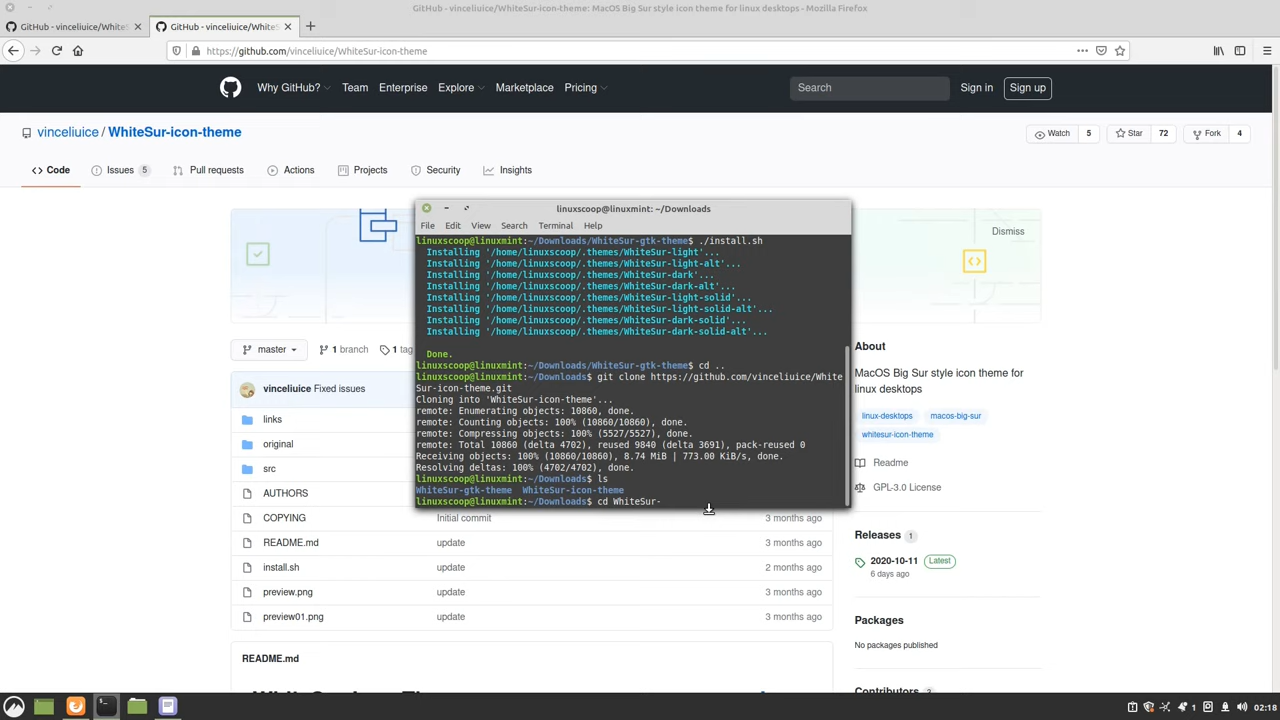 GitHub - vinceliuice/WhiteSur-icon-theme: MacOS Big Sur style icon theme for linux desktops - Mozilla Firefox
GitHub - vinceliuice/WhiteS
GitHub - vinceliuice/WhiteS
https://github.com/vinceliuice/WhiteSur-icon-theme
Why GitHub? Team Enterprise Explore Marketplace Pricing
Search
Sign in
Sign up
vinceliuice / WhiteSur-icon-theme
Watch 5
Star 72
Fork 4
Code
Issues 5
Pull requests
Actions
Projects
Security
Insights
Dismiss
master
1 branch
1 tag
vinceliuice Fixed issues
links
original
src
AUTHORS
COPYING Initial commit 3 months ago
README.md update 3 months ago
install.sh update 2 months ago
preview.png update 3 months ago
preview01.png update 3 months ago
README.md
linuxscoop@linuxmint: ~/Downloads
File Edit View Search Terminal Help
linuxscoop@linuxmint:~/Downloads/WhiteSur-gtk-theme$ ./install.sh
Installing '/home/linuxscoop/.themes/WhiteSur-light'...
Installing '/home/linuxscoop/.themes/WhiteSur-light-alt'...
Installing '/home/linuxscoop/.themes/WhiteSur-dark'...
Installing '/home/linuxscoop/.themes/WhiteSur-dark-alt'...
Installing '/home/linuxscoop/.themes/WhiteSur-light-solid'...
Installing '/home/linuxscoop/.themes/WhiteSur-light-solid-alt'...
Installing '/home/linuxscoop/.themes/WhiteSur-dark-solid'...
Installing '/home/linuxscoop/.themes/WhiteSur-dark-solid-alt'...
Done.
linuxscoop@linuxmint:~/Downloads/WhiteSur-gtk-theme$ cd ..
linuxscoop@linuxmint:~/Downloads$ git clone https://github.com/vinceliuice/White
Sur-icon-theme.git
Cloning into 'WhiteSur-icon-theme'...
remote: Enumerating objects: 10860, done.
remote: Counting objects: 100% (10860/10860), done.
remote: Compressing objects: 100% (5527/5527), done.
remote: Total 10860 (delta 4702), reused 9840 (delta 3691), pack-reused 0
Receiving objects: 100% (10860/10860), 8.74 MiB | 773.00 KiB/s, done.
Resolving deltas: 100% (4702/4702), done.
linuxscoop@linuxmint:~/Downloads$ ls
WhiteSur-gtk-theme WhiteSur-icon-theme
linuxscoop@linuxmint:~/Downloads$ cd WhiteSur-
About
MacOS Big Sur style icon theme for
linux desktops
linux-desktops macos-big-sur
whitesur-icon-theme
Readme
GPL-3.0 License
Releases 1
2020-10-11 Latest
6 days ago
Packages
No packages published
Contributors
1
02:18